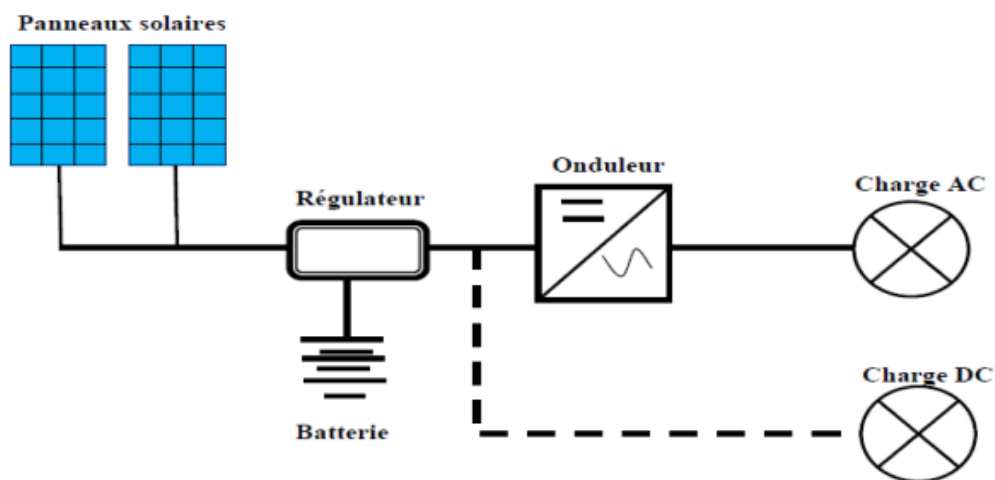 Panneaux solaires
Onduleur
Régulateur
Charge AC
Charge DC
Batterie